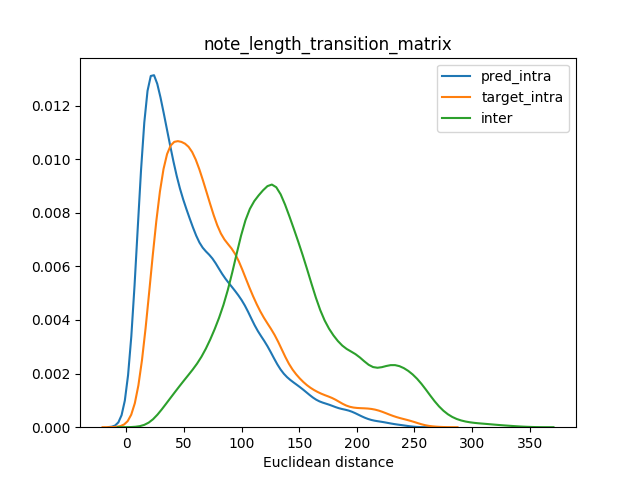 note_length_transition_matrix
pred_intra
target_intra
inter
0.012
0.010
0.008
0.006
0.004
0.002
0.000
0 50 100 150 200 250 300 350
Euclidean distance